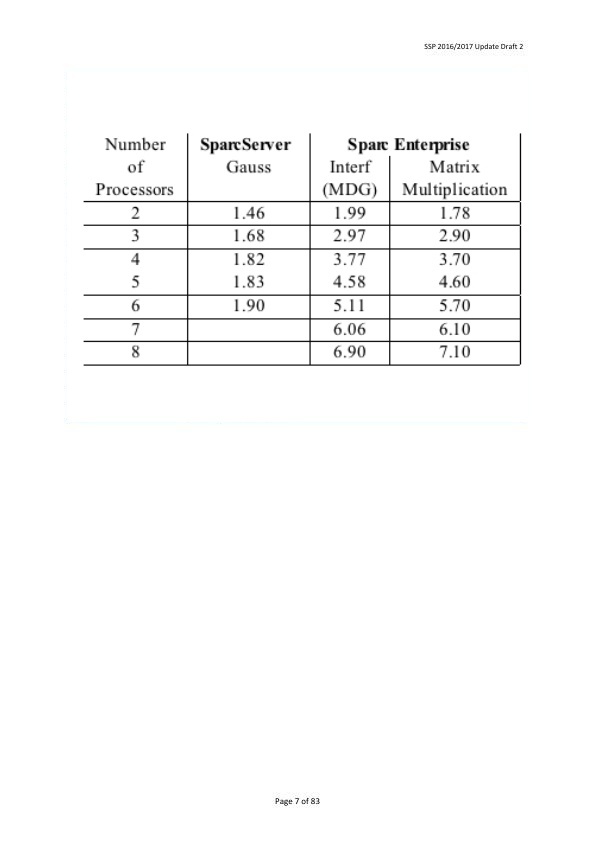 SSP 2016/2017 Update Draft 2
Number SparcServer Sparc Enterprise
of Gauss Interf Matrix
Processors (MDG) Multiplication
2 1.46 1.99 1.78
3 1.68 2.97 2.90
4 1.82 3.77 3.70
5 1.83 4.58 4.60
6 1.90 5.11 5.70
7 6.06 6.10
8 6.90 7.10
Page 7 of 83